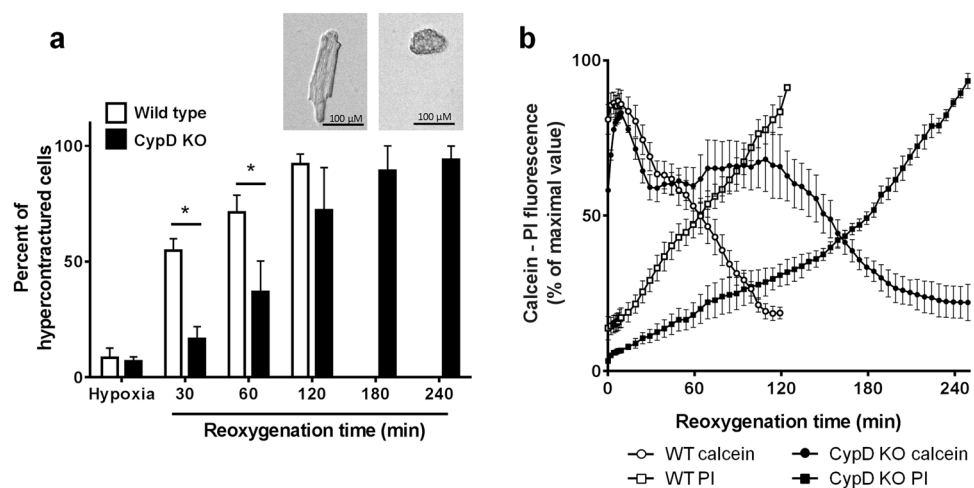 a
100 µM
100 µM
Wild type
CypD KO
Percent of
hypercontractured cells
100
50
0
*
*
Hypoxia 30 60 120 180 240
Reoxygenation time (min)
b
Calcein - PI fluorescence
(% of maximal value)
100
50
0
0 60 120 180 240
Reoxygenation time (min)
WT calcein
CypD KO calcein
WT PI
CypD KO PI